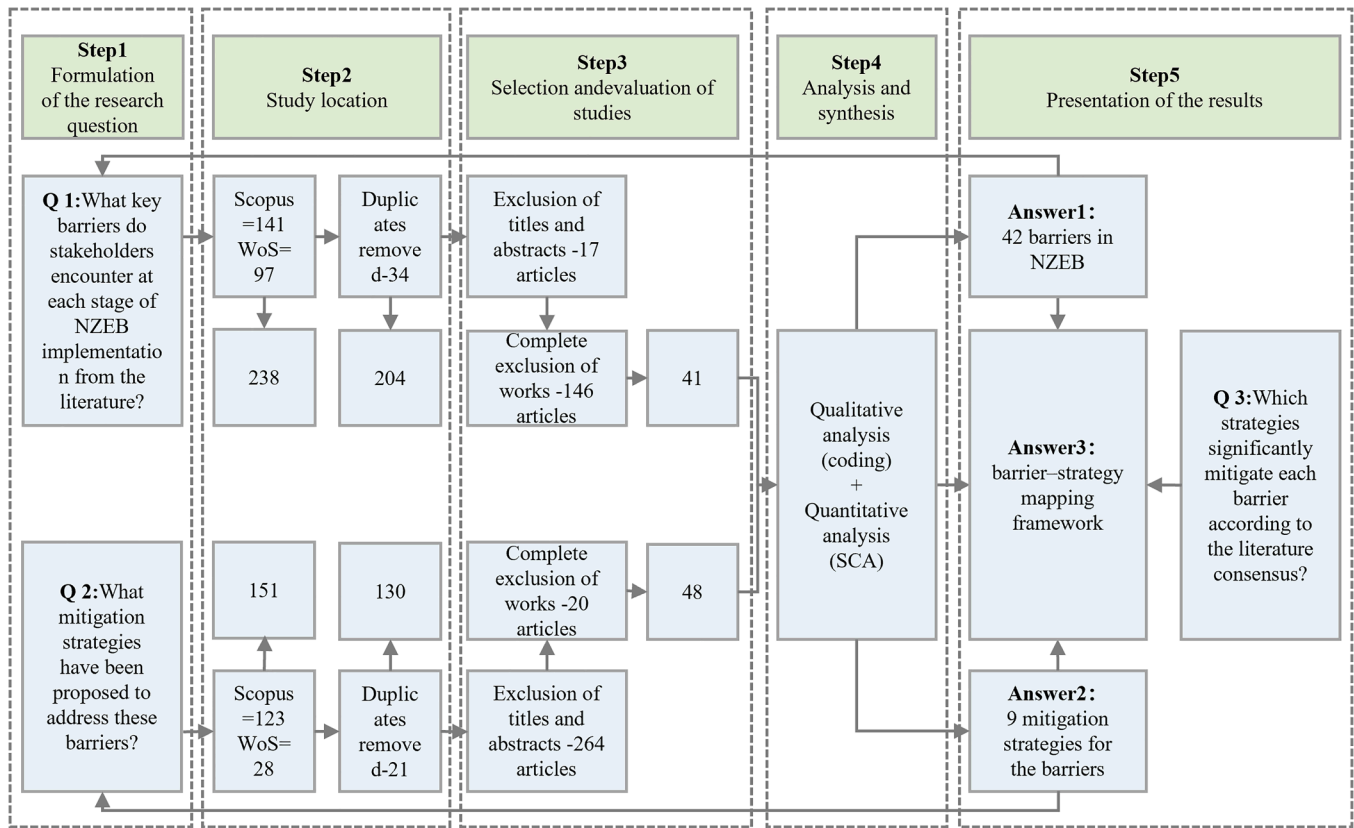 Step1
Formulation
of the research
question
Step2
Study location
Step3
Selection andevaluation of
studies
Step4
Analysis and
synthesis
Step5
Presentation of the results
Q 1:What key
barriers do
stakeholders
encounter at
each stage of
NZEB
implementatio
n from the
literature?
Scopus
=141
WoS=
97
Duplic
ates
remove
d-34
Exclusion of
titles and
abstracts -17
articles
238
204
Complete
exclusion of
works -146
articles
41
Qualitative
analysis
(coding)
+
Quantitative
analysis
(SCA)
Answer1:
42 barriers in
NZEB
Answer3:
barrier–strategy
mapping
framework
Q 3:Which
strategies
significantly
mitigate each
barrier
according to
the literature
consensus?
Q 2:What
mitigation
strategies
have been
proposed to
address these
barriers?
151
130
Complete
exclusion of
works -20
articles
48
Scopus
=123
WoS=
28
Duplic
ates
remove
d-21
Exclusion of
titles and
abstracts -264
articles
Answer2:
9 mitigation
strategies for
the barriers